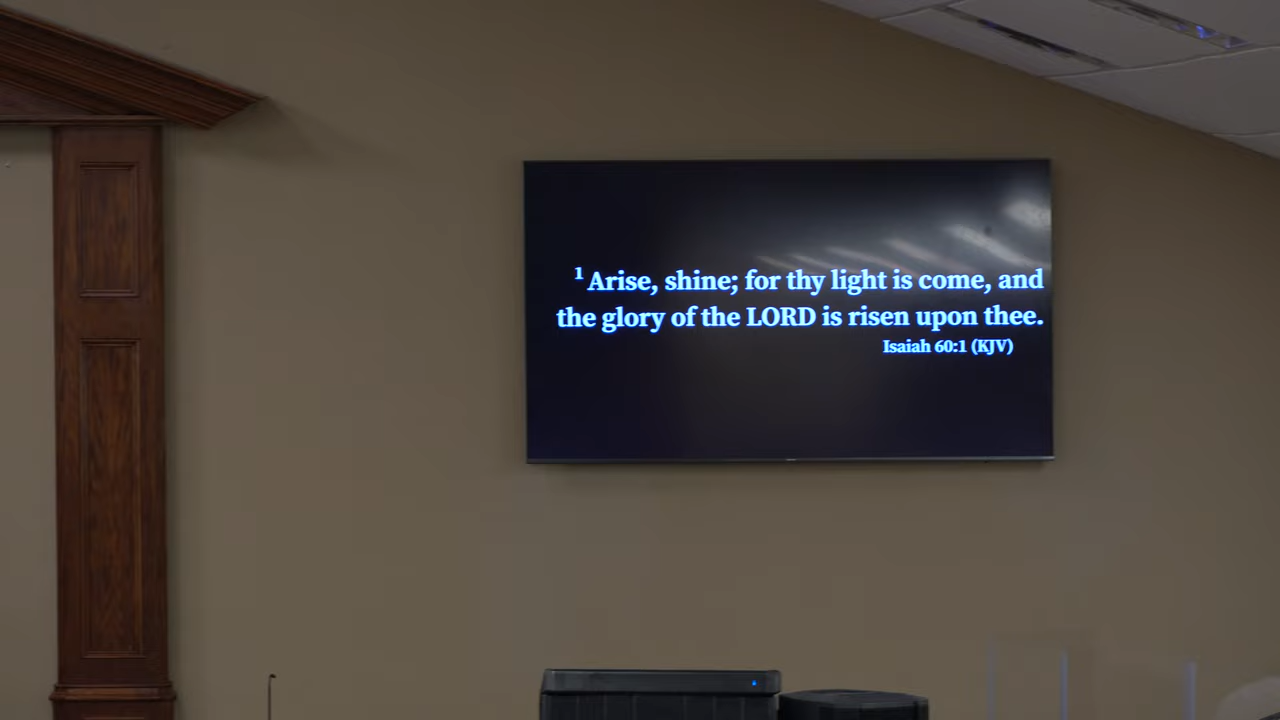 1 Arise, shine; for thy light is come, and
the glory of the LORD is risen upon thee.
Isaiah 60:1 (KJV)